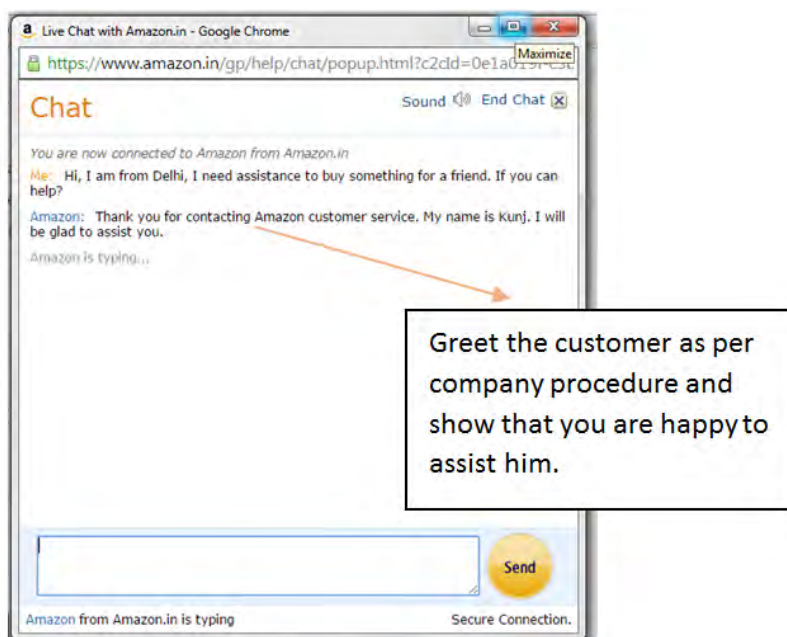 a Live Chat with Amazon.in - Google Chrome
Maximize
https://www.amazon.in/gp/help/chat/popup.html?c2cId=0e1a019f-c3c
Chat
Sound End Chat
You are now connected to Amazon from Amazon.in
Me: Hi, I am from Delhi, I need assistance to buy something for a friend. If you can
help?
Amazon: Thank you for contacting Amazon customer service. My name is Kunj. I will
be glad to assist you.
Amazon is typing...
Greet the customer as per
company procedure and
show that you are happy to
assist him.
Send
Amazon from Amazon.in is typing
Secure Connection.